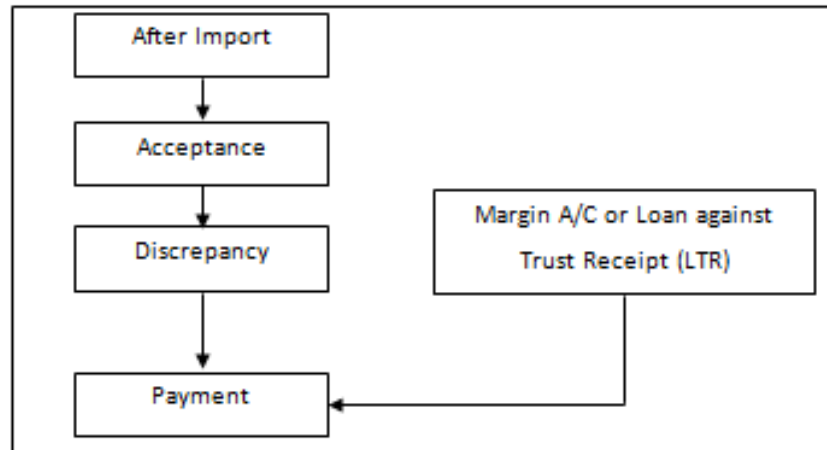 After Import
Acceptance
Discrepancy
Margin A/C or Loan against
Trust Receipt (LTR)
Payment